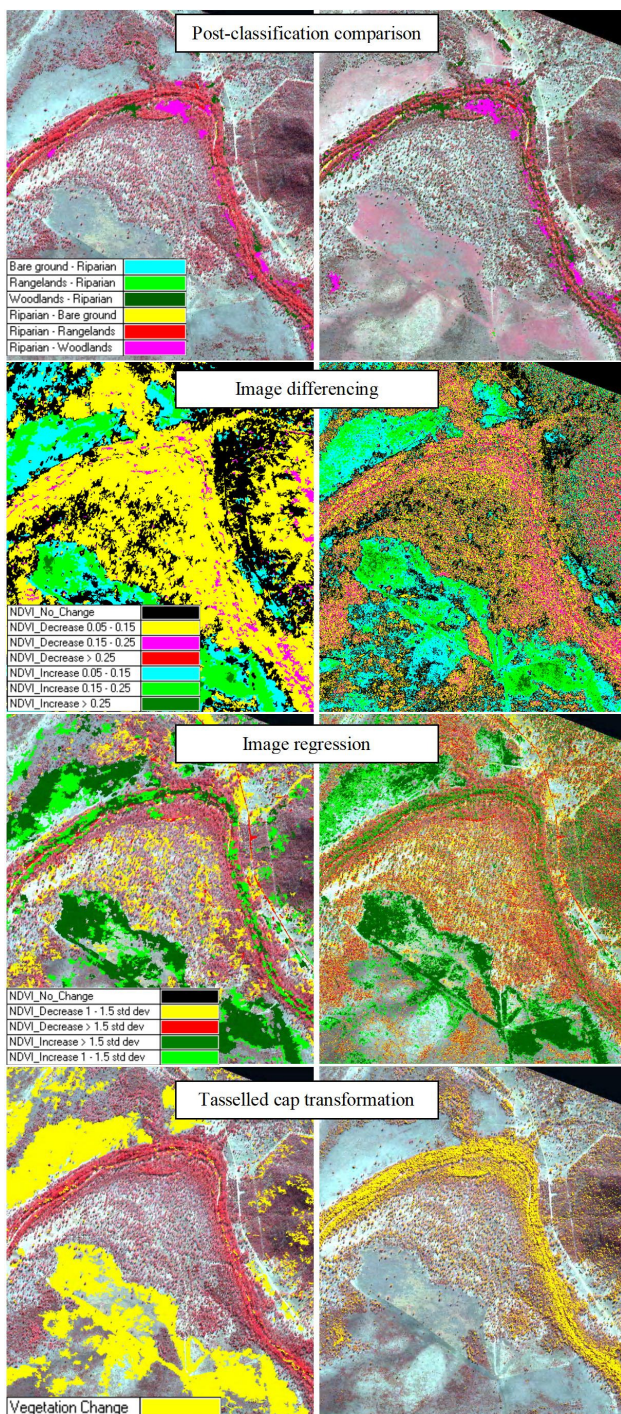 Post-classification comparison
Bare ground - Riparian
Rangelands - Riparian
Woodlands - Riparian
Riparian - Bare ground
Riparian - Rangelands
Riparian - Woodlands
Image differencing
NDVI_No_Change
NDVI_Decrease 0.05 - 0.15
NDVI_Decrease 0.15 - 0.25
NDVI_Decrease > 0.25
NDVI_Increase 0.05 - 0.15
NDVI_Increase 0.15 - 0.25
NDVI_Increase > 0.25
Image regression
NDVI_No_Change
NDVI_Decrease 1 - 1.5 std dev
NDVI_Decrease > 1.5 std dev
NDVI_Increase > 1.5 std dev
NDVI_Increase 1 - 1.5 std dev
Tasselled cap transformation
Vegetation Change